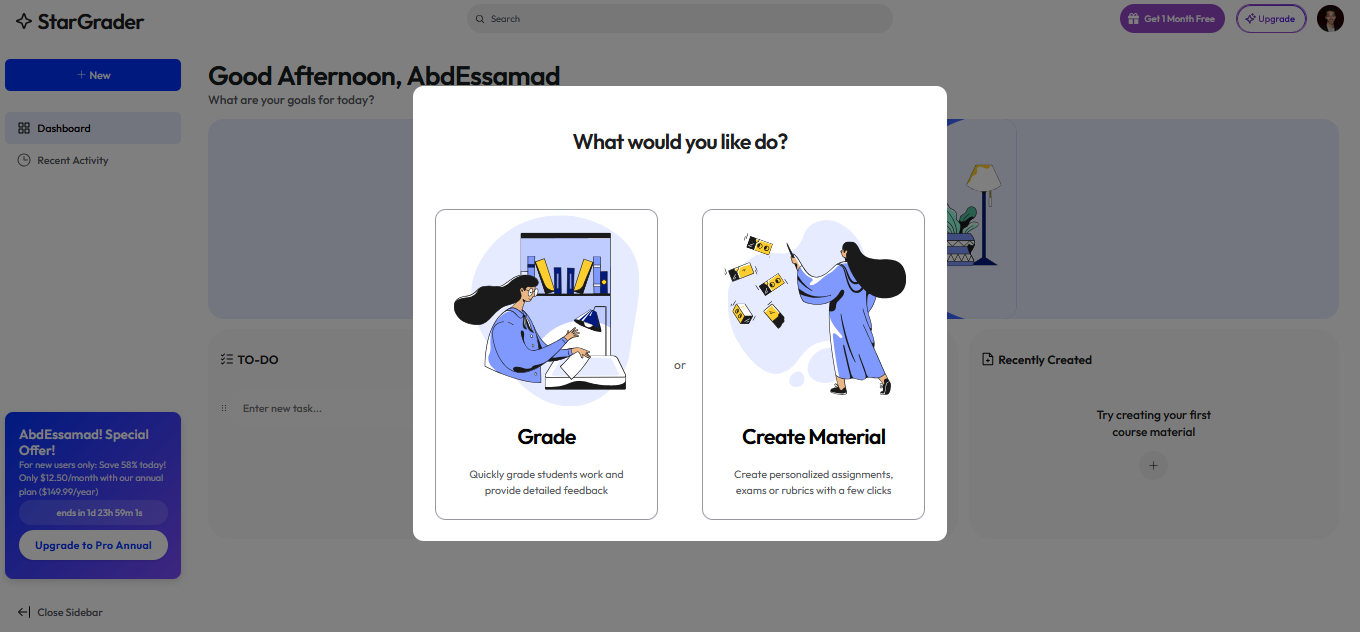 StarGrader
Search
Get 1 Month Free
Upgrade
New
Good Afternoon, AbdEssamad
What are your goals for today?
Dashboard
Recent Activity
What would you like do?
Grade
Quickly grade students work and
provide detailed feedback
or
Create Material
Create personalized assignments,
exams or rubrics with a few clicks
TO-DO
Enter new task...
Recently Created
Try creating your first
course material
AbdEssamad! Special
Offer!
For new users only: Save 58% today!
Only $12.50/month with our annual
plan ($149.99/year)
ends in 1d 23h 59m 1s
Upgrade to Pro Annual
Close Sidebar